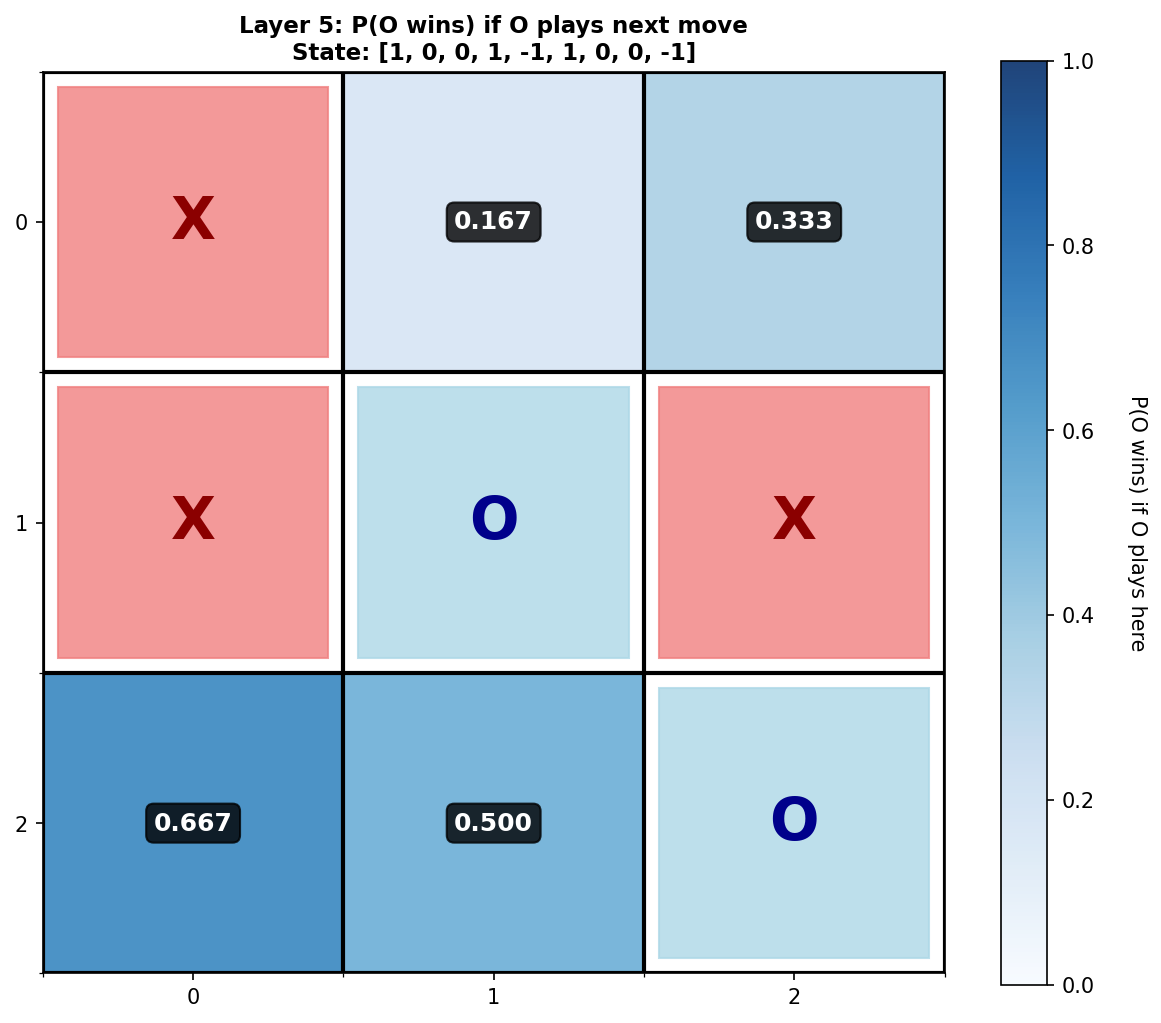 Layer 5: P(O wins) if O plays next move
State: [1, 0, 0, 1, -1, 1, 0, 0, -1]
X
0.167
0.333
X
O
X
0.667
0.500
O
0
1
2
0
1
2
1.0
0.8
0.6
0.4
0.2
0.0
P(O wins) if O plays here